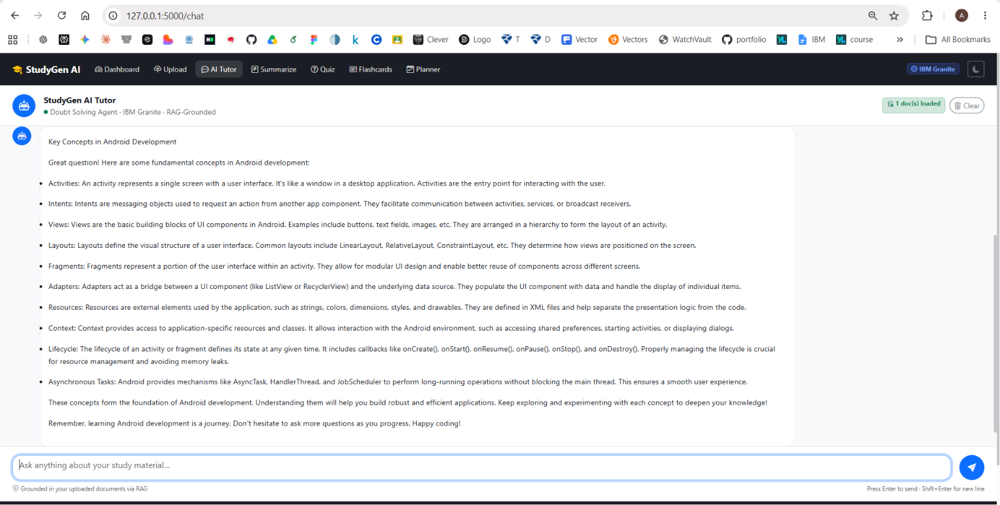 127.0.0.1:5000/chat
A
Clever
Logo
T
D
Vector
Vectors
WatchVault
portfolio
IBM
course
All Bookmarks
StudyGen AI
Dashboard
Upload
AI Tutor
Summarize
Quiz
Flashcards
Planner
IBM Granite
StudyGen AI Tutor
Doubt Solving Agent · IBM Granite · RAG-Grounded
1 doc(s) loaded
Clear
Key Concepts in Android Development
Great question! Here are some fundamental concepts in Android development:
Activities: An activity represents a single screen with a user interface. It's like a window in a desktop application. Activities are the entry point for interacting with the user.
Intents: Intents are messaging objects used to request an action from another app component. They facilitate communication between activities, services, or broadcast receivers.
Views: Views are the basic building blocks of UI components in Android. Examples include buttons, text fields, images, etc. They are arranged in a hierarchy to form the layout of an activity.
Layouts: Layouts define the visual structure of a user interface. Common layouts include LinearLayout, RelativeLayout, ConstraintLayout, etc. They determine how views are positioned on the screen.
Fragments: Fragments represent a portion of the user interface within an activity. They allow for modular UI design and enable better reuse of components across different screens.
Adapters: Adapters act as a bridge between a UI component (like ListView or RecyclerView) and the underlying data source. They populate the UI component with data and handle the display of individual items.
Resources: Resources are external elements used by the application, such as strings, colors, dimensions, styles, and drawables. They are defined in XML files and help separate the presentation logic from the code.
Context: Context provides access to application-specific resources and classes. It allows interaction with the Android environment, such as accessing shared preferences, starting activities, or displaying dialogs.
Lifecycle: The lifecycle of an activity or fragment defines its state at any given time. It includes callbacks like onCreate(), onStart(), onResume(), onPause(), onStop(), and onDestroy(). Properly managing the lifecycle is crucial
for resource management and avoiding memory leaks.
Asynchronous Tasks: Android provides mechanisms like AsyncTask, HandlerThread, and JobScheduler to perform long-running operations without blocking the main thread. This ensures a smooth user experience.
These concepts form the foundation of Android development. Understanding them will help you build robust and efficient applications. Keep exploring and experimenting with each concept to deepen your knowledge!
Remember, learning Android development is a journey. Don't hesitate to ask more questions as you progress. Happy coding!
Ask anything about your study material...
Grounded in your uploaded documents via RAG
Press Enter to send · Shift+Enter for new line